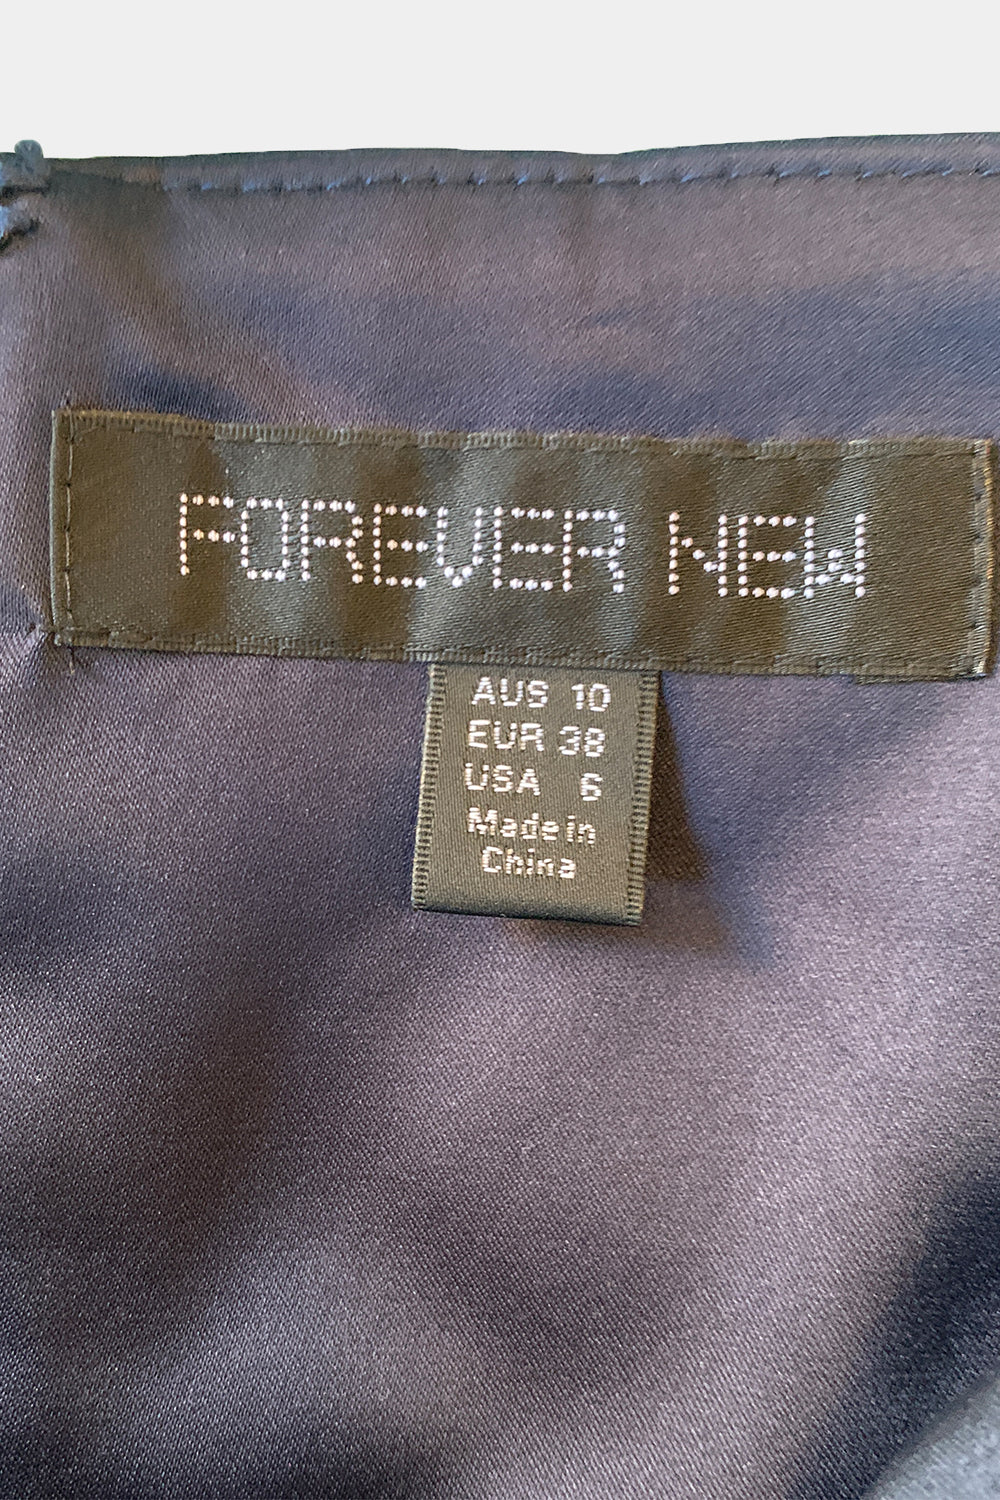 FOREVER NEW
AUS 10
EUR 38
USA 6
Made in
China